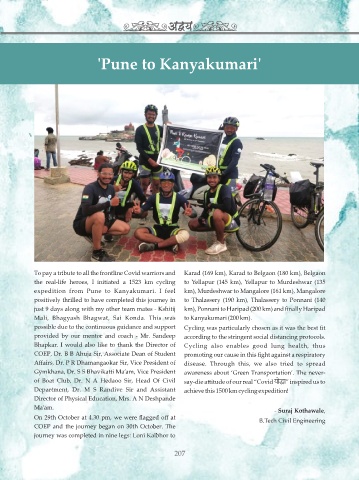 अद्वयं
'Pune to Kanyakumari'
To pay a tribute to all the frontline Covid warriors and
the real-life heroes, I initiated a 1523 km cycling
expedition from Pune to Kanyakumari. I feel
positively thrilled to have completed this journey in
just 9 days along with my other team mates - Kshitij
Mali, Bhagyash Bhagwat, Sai Konda. This was
possible due to the continuous guidance and support
provided by our mentor and coach ; Mr. Sandeep
Bhapkar. I would also like to thank the Director of
COEP, Dr. B B Ahuja Sir, Associate Dean of Student
Affairs, Dr. P R Dhamangaokar Sir, Vice President of
Gymkhana, Dr. S S Bhavikatti Ma'am, Vice President
of Boat Club, Dr. N A Hedaoo Sir, Head Of Civil
Department, Dr. M S Randive Sir and Assistant
Director of Physical Education, Mrs. A N Deshpande
Ma'am.
On 29th October at 4.30 pm, we were flagged off at
COEP and the journey began on 30th October. The
journey was completed in nine legs: Loni Kalbhor to
Karad (169 km), Karad to Belgaon (180 km), Belgaon
to Yellapur (145 km), Yellapur to Murdeshwar (135
km), Murdeshwar to Mangalore (161 km), Mangalore
to Thalassery (190 km), Thalassery to Ponnani (140
km), Ponnani to Haripad (200 km) and finally Haripad
to Kanyamari (200 km).
Cycling was particularly chosen as it was the best fit
according to the stringent social distancing protocols.
Cycling also enables good lung health, thus
promoting our cause in this fight against a respiratory
disease. Through this, we also tried to spread
awareness about 'Green Transportation'. The never-
say-die attitude of our real "Covid योद्धा" inspired us to
achieve this 1500 km cycling expedition!
- Suraj Kothawale,
B.Tech Civil Engineering
207